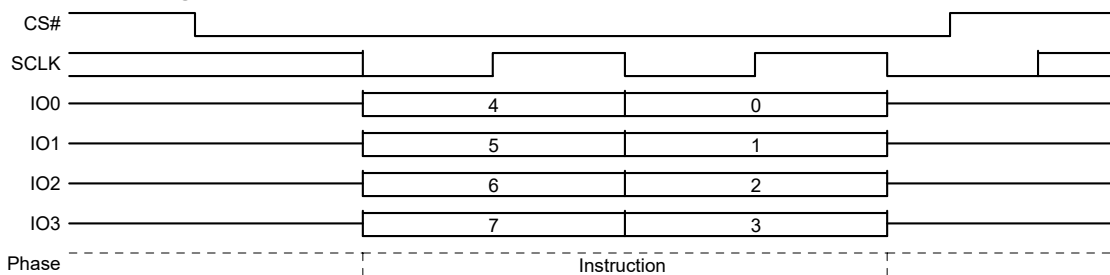 CS#
SCLK
IO0 4 0
IO1 5 1
IO2 6 2
IO3 7 3
Phase Instruction